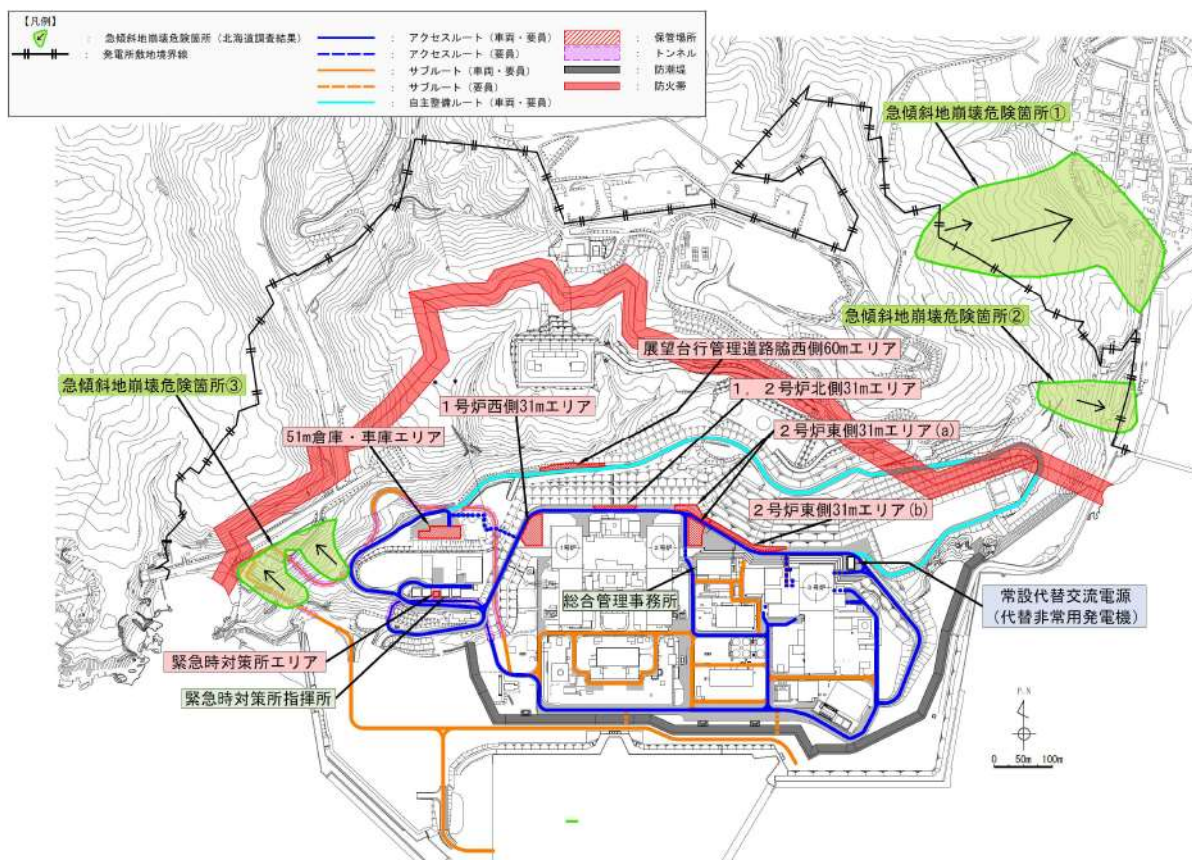 【凡例】
： 急傾斜地崩壊危険箇所（北海道調査結果）
： 発電所敷地境界線
： アクセスルート（車両・要員）
： アクセスルート（要員）
： サブルート（車両・要員）
： サブルート（要員）
： 自主整備ルート（車両・要員）
： 保管場所
： トンネル
： 防潮堤
： 防火帯
急傾斜地崩壊危険箇所①
急傾斜地崩壊危険箇所②
展望台行管理道路脇西側60mエリア
急傾斜地崩壊危険箇所③
１，２号炉北側31mエリア
１号炉西側31mエリア
２号炉東側31mエリア(a)
51m倉庫・車庫エリア
２号炉東側31mエリア(b)
１号炉
２号炉
３号炉
総合管理事務所
常設代替交流電源
（代替非常用発電機）
緊急時対策所エリア
緊急時対策所指揮所
P.N
0 50m 100m